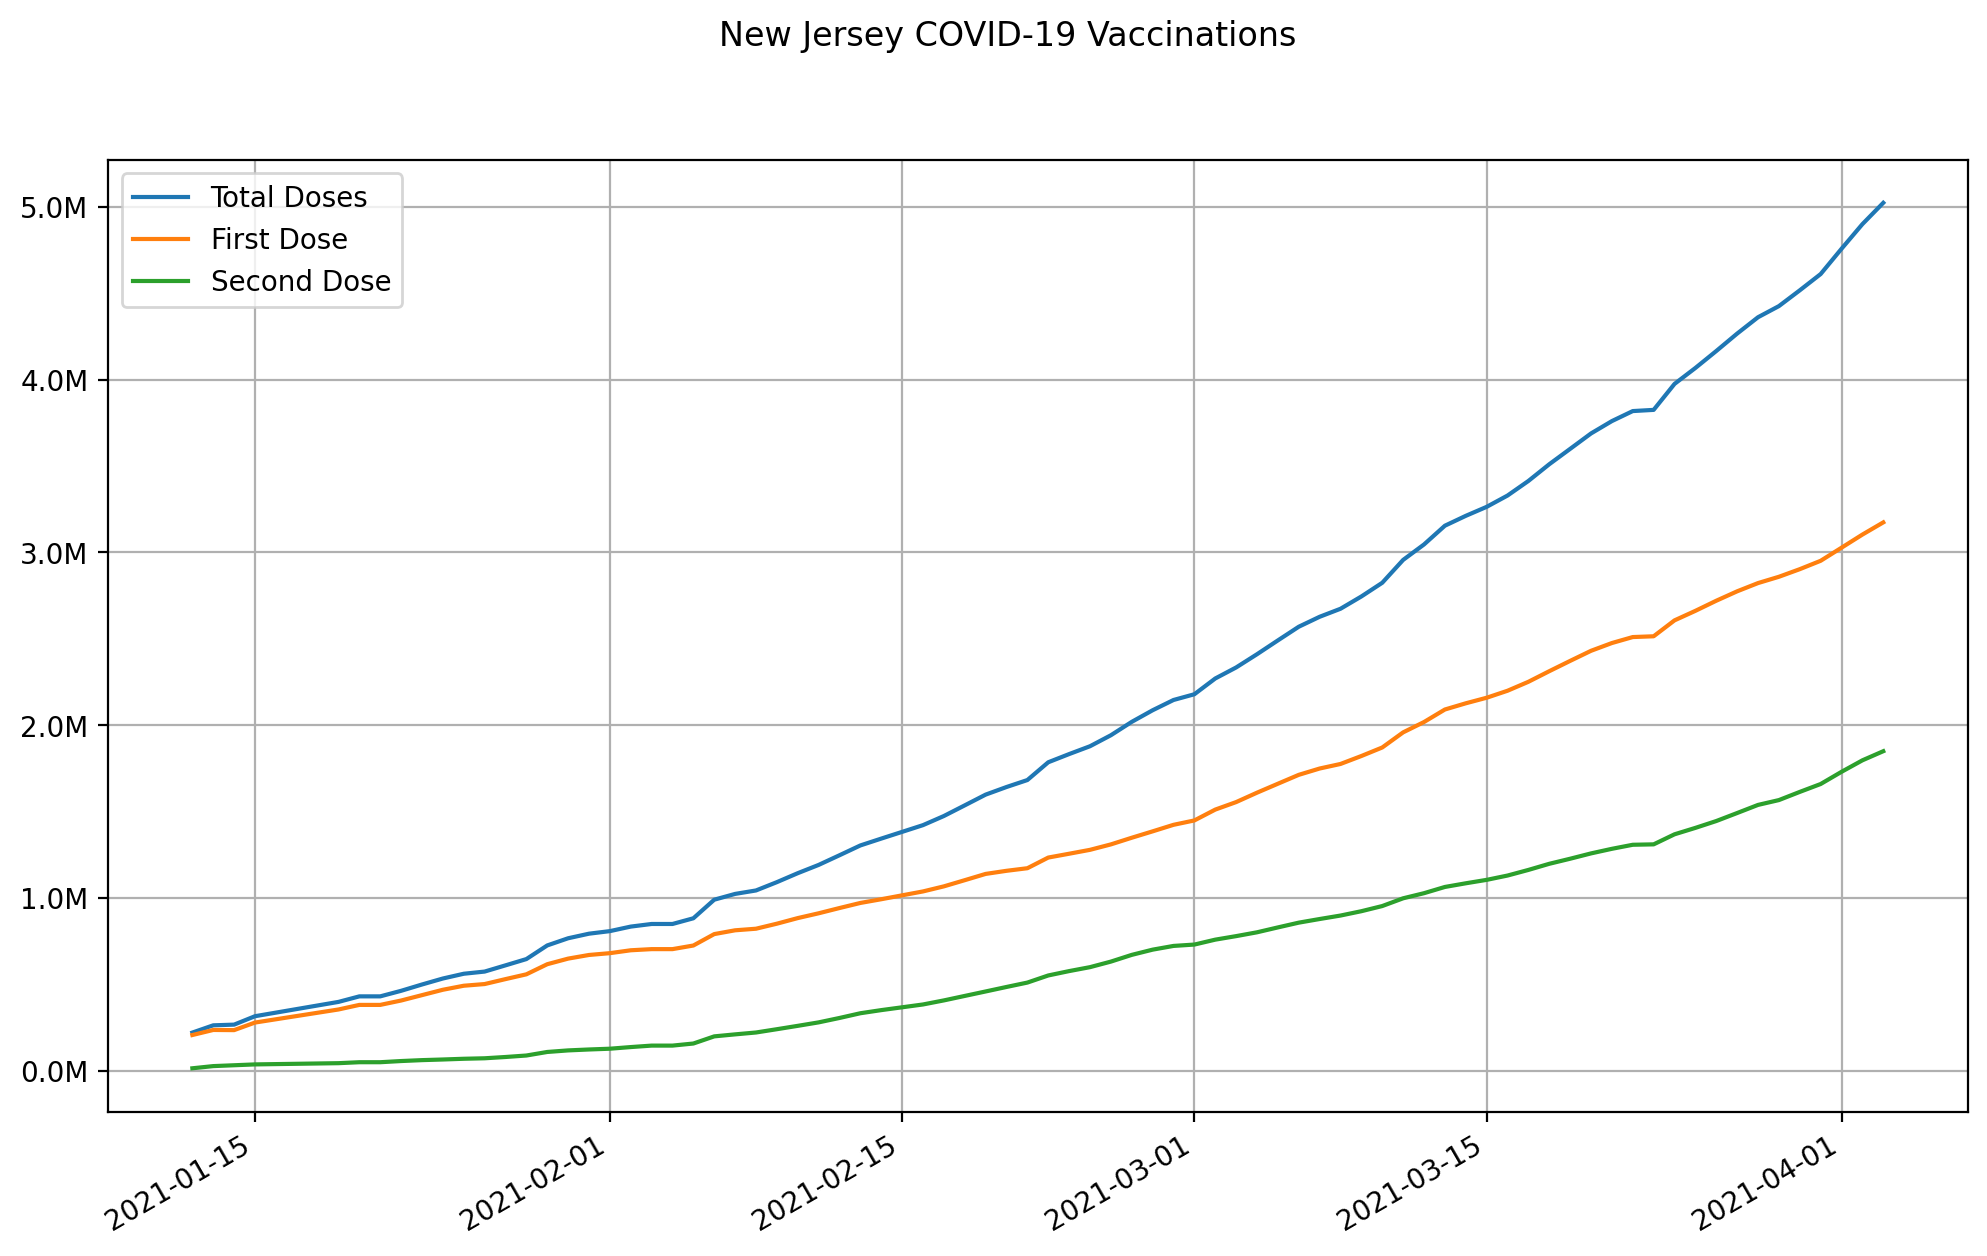 New Jersey COVID-19 Vaccinations
Total Doses
First Dose
Second Dose
5.0M
4.0M
3.0M
2.0M
1.0M
0.0M
2021-01-15
2021-02-01
2021-02-15
2021-03-01
2021-03-15
2021-04-01